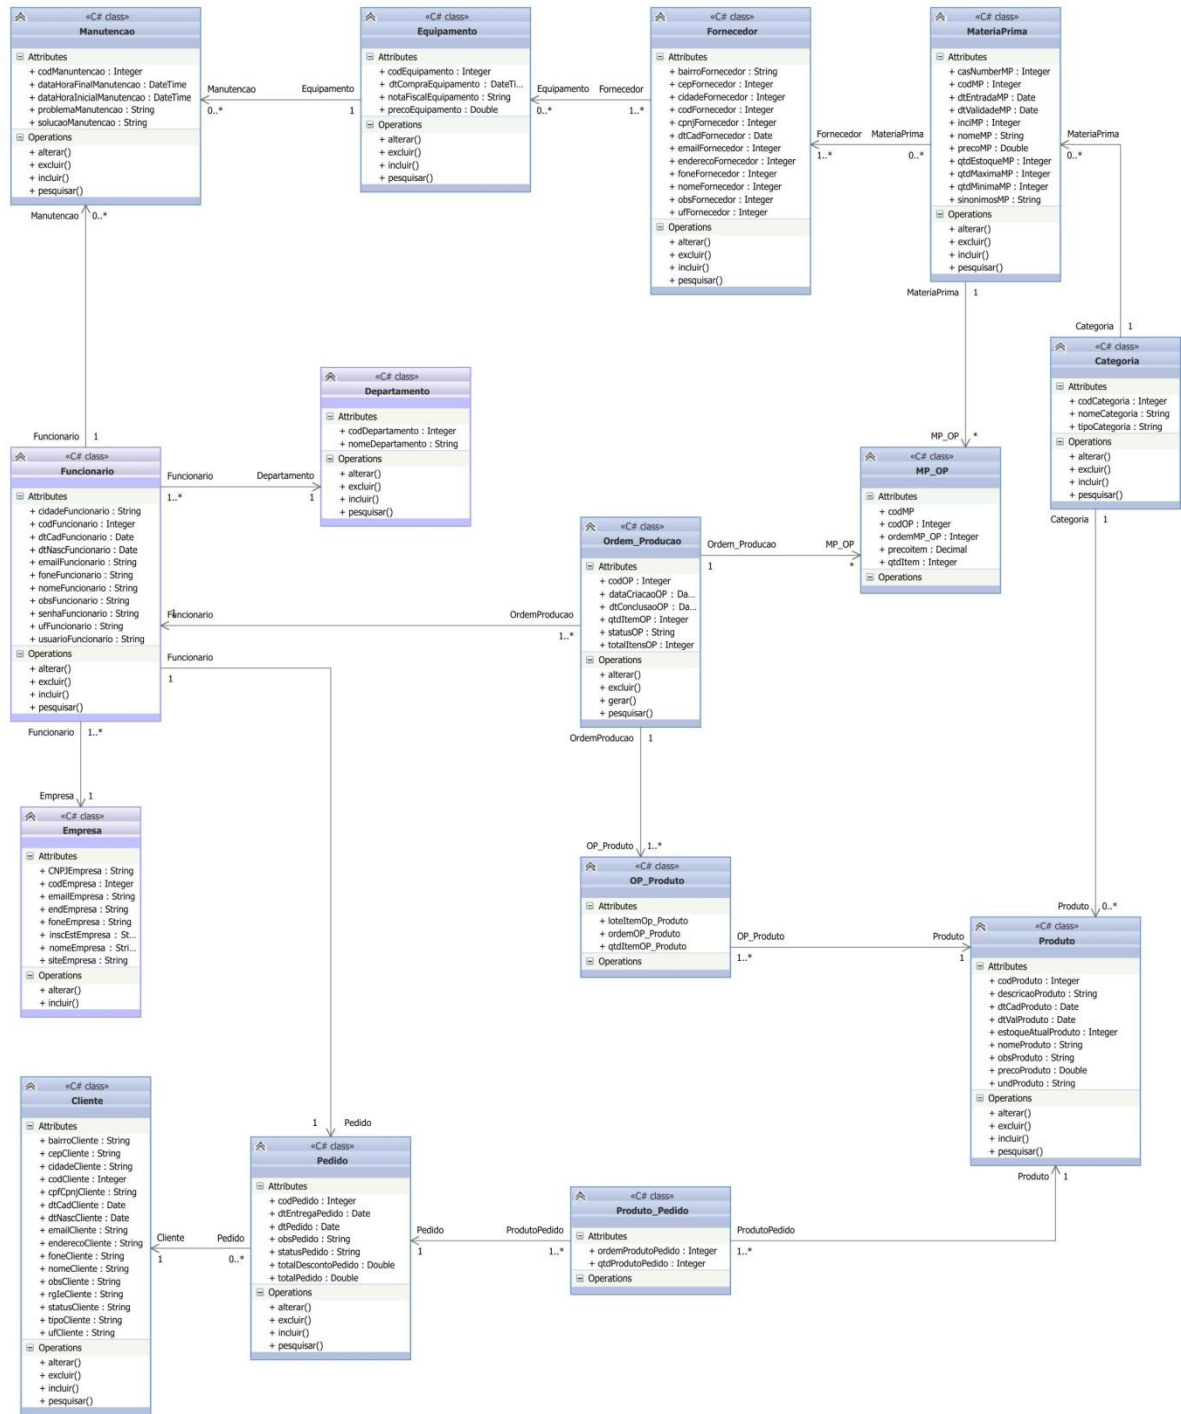 «C# class»
Manutencao
Attributes
+ codManuntencao : Integer
+ dataHoraFinalManutencao : DateTime
+ dataHoraInicialManutencao : DateTime
+ problemaManutencao : String
+ solucaoManutencao : String
Operations
+ alterar()
+ excluir()
+ incluir()
+ pesquisar()
Manutencao
0..*
Equipamento
1
«C# class»
Equipamento
Attributes
+ codEquipamento : Integer
+ dtCompraEquipamento : DateTi...
+ notaFiscalEquipamento : String
+ precoEquipamento : Double
Operations
+ alterar()
+ excluir()
+ incluir()
+ pesquisar()
Equipamento
0..*
Fornecedor
1..*
«C# class»
Fornecedor
Attributes
+ bairroFornecedor : String
+ cepFornecedor : Integer
+ cidadeFornecedor : Integer
+ codFornecedor : Integer
+ cpnjFornecedor : Integer
+ dtCadFornecedor : Date
+ emailFornecedor : Integer
+ enderecoFornecedor : Integer
+ foneFornecedor : Integer
+ nomeFornecedor : Integer
+ obsFornecedor : Integer
+ ufFornecedor : Integer
Operations
+ alterar()
+ excluir()
+ incluir()
+ pesquisar()
Fornecedor
1..*
MateriaPrima
0..*
«C# class»
MateriaPrima
Attributes
+ casNumberMP : Integer
+ codMP : Integer
+ dtEntradaMP : Date
+ dtValidadeMP : Date
+ inciMP : Integer
+ nomeMP : String
+ precoMP : Double
+ qtdEstoqueMP : Integer
+ qtdMaximaMP : Integer
+ qtdMinimaMP : Integer
+ sinonimosMP : String
Operations
+ alterar()
+ excluir()
+ incluir()
+ pesquisar()
MateriaPrima
0..*
Manutencao 0..*
MateriaPrima 1
Categoria
1
«C# class»
Categoria
Attributes
+ codCategoria : Integer
+ nomeCategoria : String
+ tipoCategoria : String
Operations
+ alterar()
+ excluir()
+ incluir()
+ pesquisar()
Categoria 1
«C# class»
Departamento
Attributes
+ codDepartamento : Integer
+ nomeDepartamento : String
Operations
+ alterar()
+ excluir()
+ incluir()
+ pesquisar()
Funcionario 1
«C# class»
Funcionario
Attributes
+ cidadeFuncionario : String
+ codFuncionario : Integer
+ dtCadFuncionario : Date
+ dtNascFuncionario : Date
+ emailFuncionario : String
+ foneFuncionario : String
+ nomeFuncionario : String
+ obsFuncionario : String
+ senhaFuncionario : String
+ ufFuncionario : String
+ usuarioFuncionario : String
Operations
+ alterar()
+ excluir()
+ incluir()
+ pesquisar()
Funcionario
1..*
Departamento
1
MP_OP *
«C# class»
MP_OP
Attributes
+ codMP
+ codOP : Integer
+ ordemMP_OP : Integer
+ precoitem : Decimal
+ qtdItem : Integer
Operations
«C# class»
Ordem_Producao
Attributes
+ codOP : Integer
+ dataCriacaoOP : Da...
+ dtConclusaoOP : Da...
+ qtdItemOP : Integer
+ statusOP : String
+ totalItensOP : Integer
Operations
+ alterar()
+ excluir()
+ gerar()
+ pesquisar()
Ordem_Producao
1
MP_OP
*
Funcionario
1
OrdemProducao
1..*
Funcionario
1
OrdemProducao 1
Funcionario 1..*
Empresa 1
«C# class»
Empresa
Attributes
+ CNPJEmpresa : String
+ codEmpresa : Integer
+ emailEmpresa : String
+ endEmpresa : String
+ foneEmpresa : String
+ inscEstEmpresa : St...
+ nomeEmpresa : Stri...
+ siteEmpresa : String
Operations
+ alterar()
+ incluir()
OP_Produto 1..*
«C# class»
OP_Produto
Attributes
+ loteItemOp_Produto
+ ordemOP_Produto
+ qtdItemOP_Produto
Operations
OP_Produto
1..*
Produto
1
Produto 0..*
«C# class»
Produto
Attributes
+ codProduto : Integer
+ descricaoProduto : String
+ dtCadProduto : Date
+ dtValProduto : Date
+ estoqueAtualProduto : Integer
+ nomeProduto : String
+ obsProduto : String
+ precoProduto : Double
+ undProduto : String
Operations
+ alterar()
+ excluir()
+ incluir()
+ pesquisar()
Produto 1
«C# class»
Cliente
Attributes
+ bairroCliente : String
+ cepCliente : String
+ cidadeCliente : String
+ codCliente : Integer
+ cpfCpnjCliente : String
+ dtCadCliente : Date
+ dtNascCliente : Date
+ emailCliente : String
+ enderecoCliente : String
+ foneCliente : String
+ nomeCliente : String
+ obsCliente : String
+ rgIeCliente : String
+ statusCliente : String
+ tipoCliente : String
+ ufCliente : String
Operations
+ alterar()
+ excluir()
+ incluir()
+ pesquisar()
Cliente
1
Pedido
0..*
1 Pedido
«C# class»
Pedido
Attributes
+ codPedido : Integer
+ dtEntregaPedido : Date
+ dtPedido : Date
+ obsPedido : String
+ statusPedido : String
+ totalDescontoPedido : Double
+ totalPedido : Double
Operations
+ alterar()
+ excluir()
+ incluir()
+ pesquisar()
Pedido
1
ProdutoPedido
1..*
«C# class»
Produto_Pedido
Attributes
+ ordemProdutoPedido : Integer
+ qtdProdutoPedido : Integer
Operations
ProdutoPedido
1..*